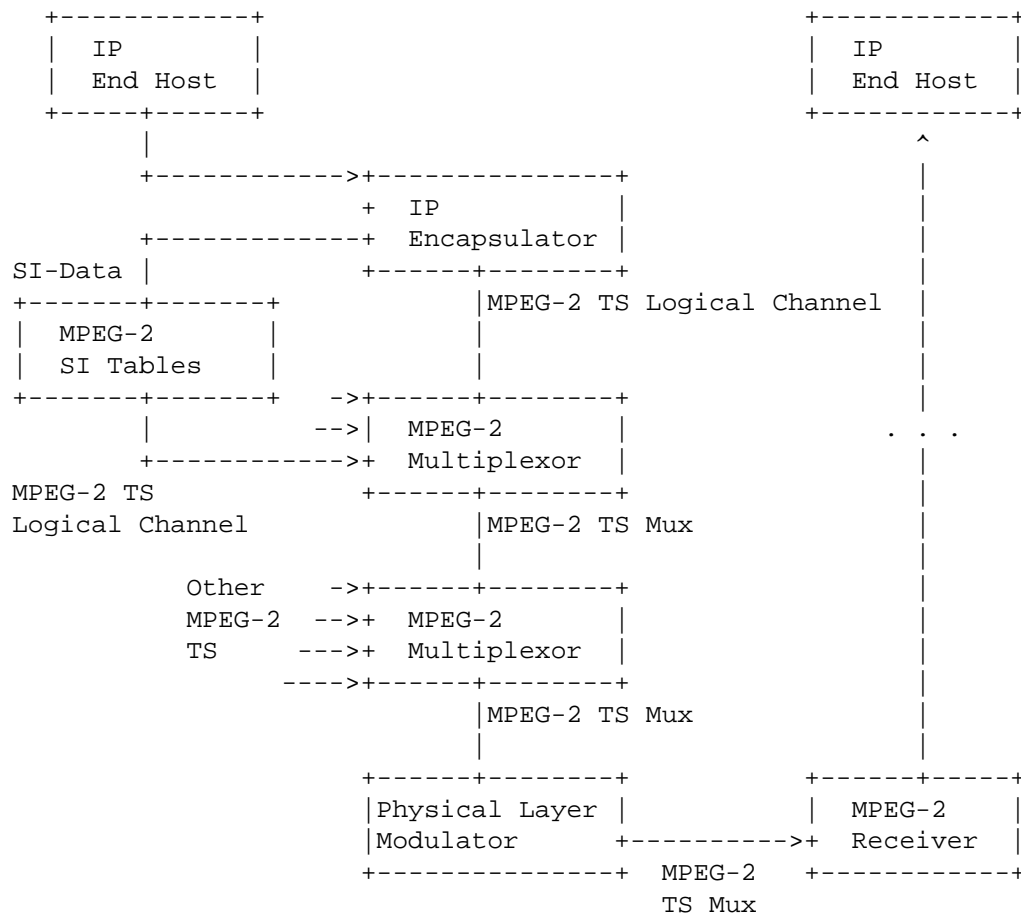 IP
End Host
IP
End Host
IP
Encapsulator
SI-Data
MPEG-2 TS Logical Channel
MPEG-2
SI Tables
MPEG-2
Multiplexor
. . .
MPEG-2 TS
Logical Channel
MPEG-2 TS Mux
Other
MPEG-2
TS
MPEG-2
Multiplexor
MPEG-2 TS Mux
Physical Layer
Modulator
MPEG-2
Receiver
MPEG-2
TS Mux